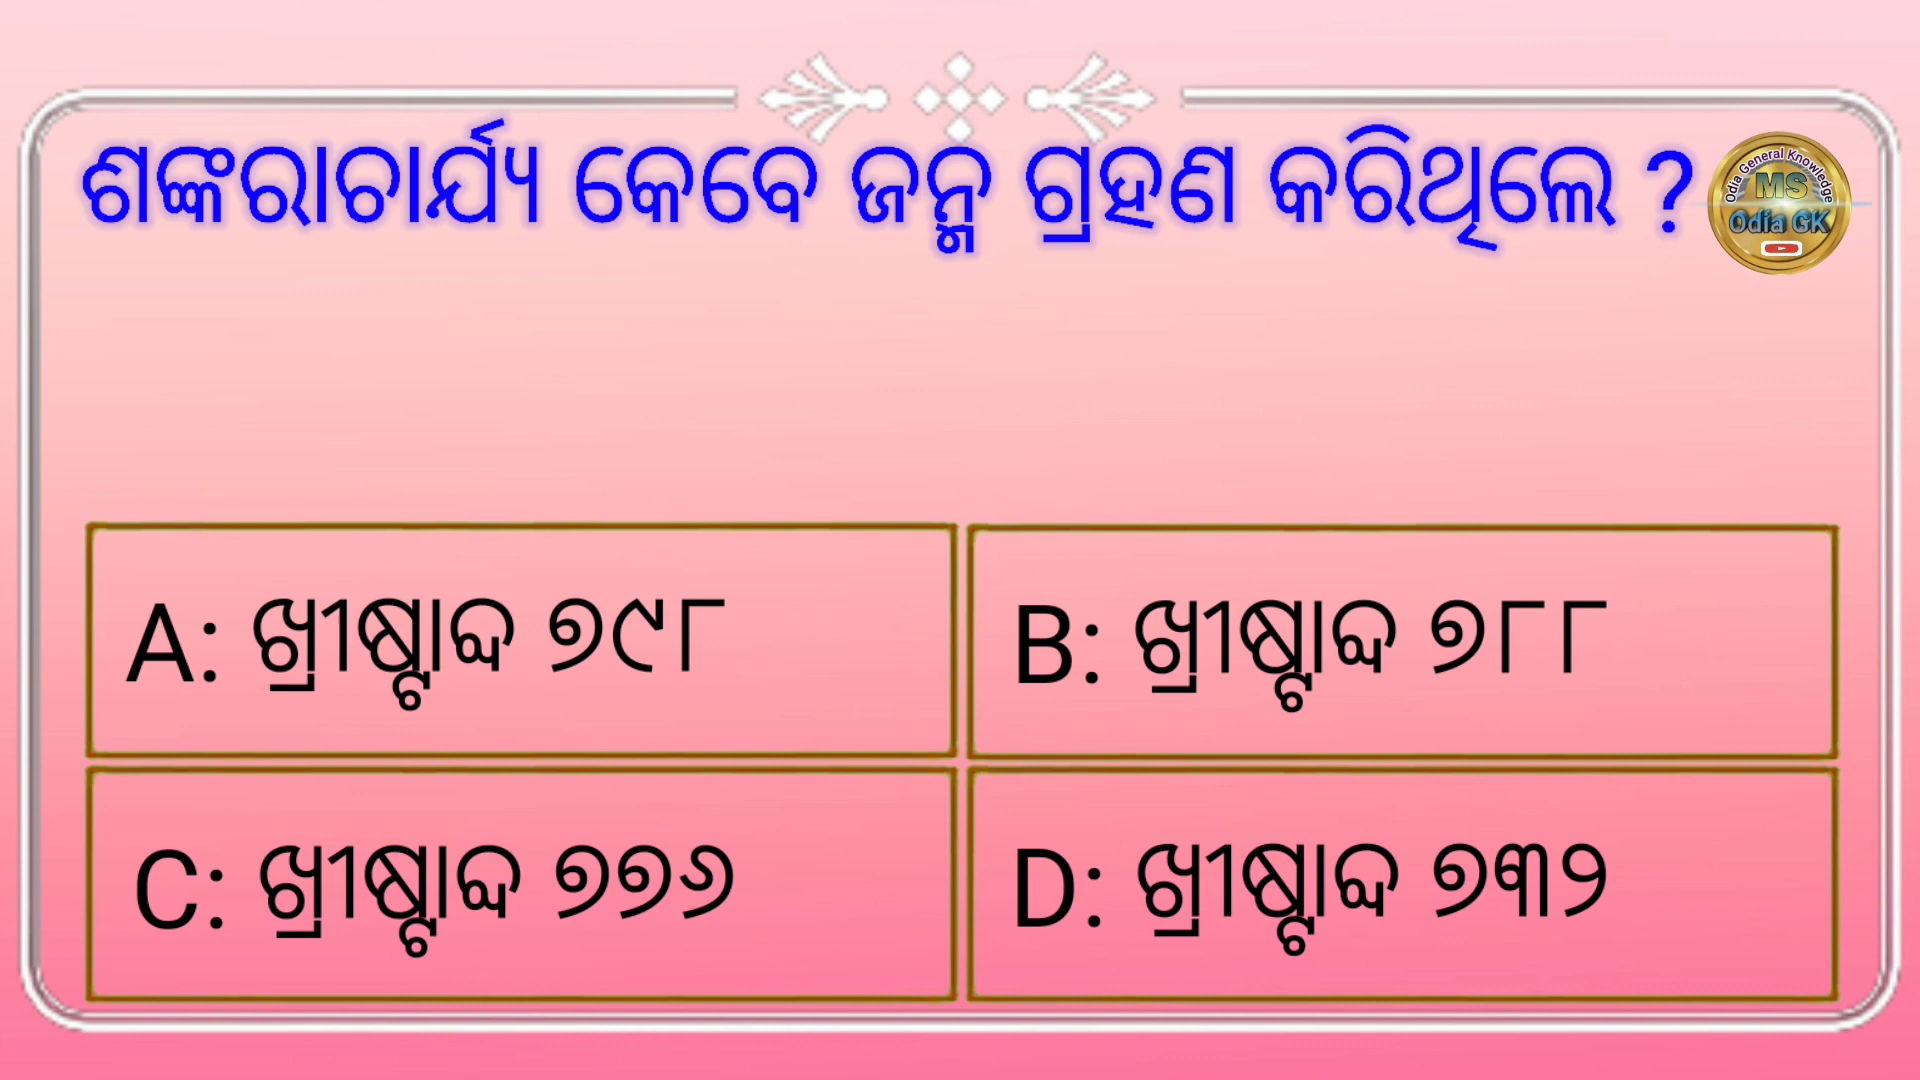 ଶଙ୍କରାଚାର୍ଯ୍ୟ କେବେ ଜନ୍ମ ଗ୍ରହଣ କରିଥିଲେ ?
Odia General Knowledge
MS
Odia GK
A: ଖ୍ରୀଷ୍ଟାବ୍ଦ ୭୯୮
B: ଖ୍ରୀଷ୍ଟାବ୍ଦ ୭୮୮
C: ଖ୍ରୀଷ୍ଟାବ୍ଦ ୭୭୬
D: ଖ୍ରୀଷ୍ଟାବ୍ଦ ୭୩୨